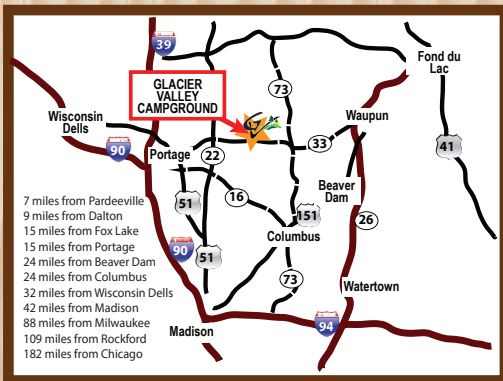 39
Fond du
Lac
GLACIER
VALLEY
CAMPGROUND
73
Wisconsin
Dells
Waupun
90
Portage
22
33
41
7 miles from Pardeeville
9 miles from Dalton
15 miles from Fox Lake
15 miles from Portage
24 miles from Beaver Dam
24 miles from Columbus
32 miles from Wisconsin Dells
42 miles from Madison
88 miles from Milwaukee
109 miles from Rockford
182 miles from Chicago
51
16
Beaver
Dam
151
26
Columbus
90
51
73
Watertown
Madison
94